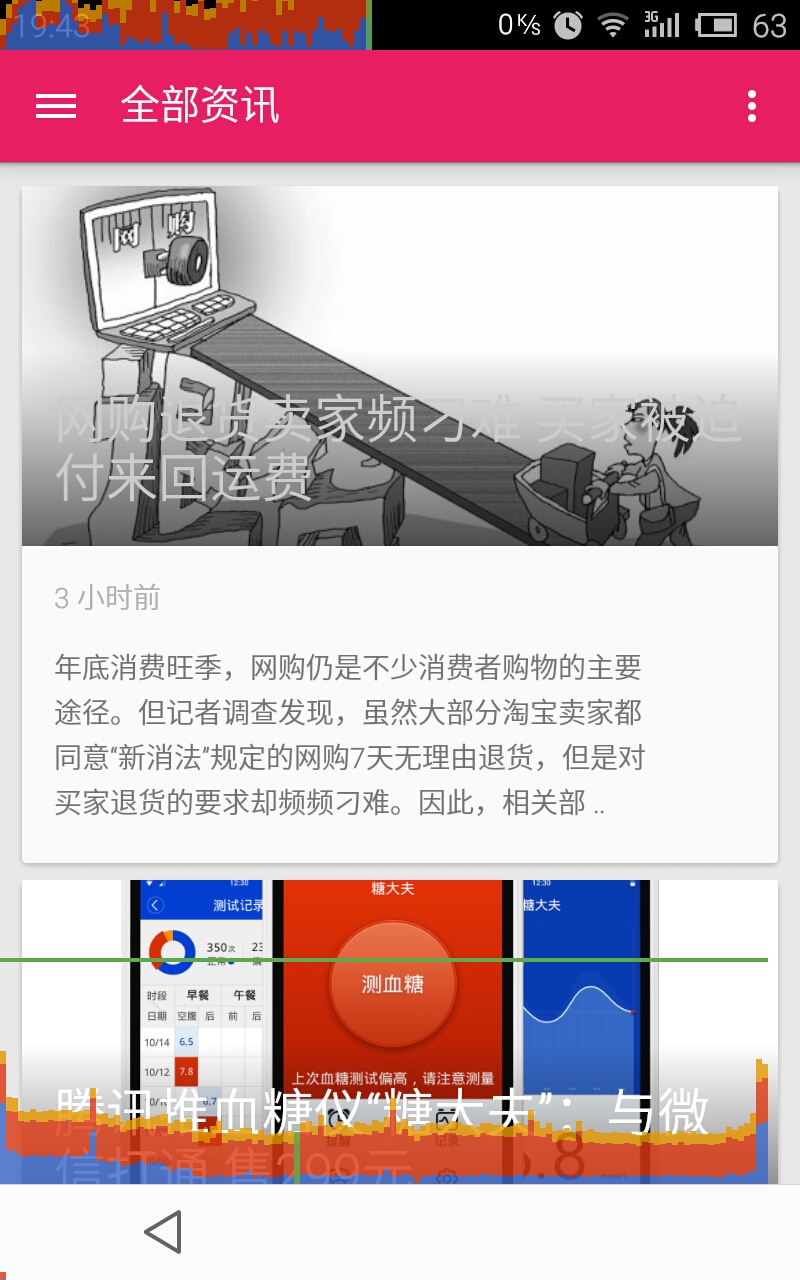 19:43
0 K/s
3G
63
全部资讯
网购
网购退货卖家频刁难 买家被迫
付来回运费
3 小时前
年底消费旺季，网购仍是不少消费者购物的主要
途径。但记者调查发现，虽然大部分淘宝卖家都
同意“新消法”规定的网购7天无理由退货，但是对
买家退货的要求却频频刁难。因此，相关部 ..
12:30
测试记录
350次
正常
23
时段 早餐 午餐
日期 空腹 后 前 后
10/14 6.5
10/12 7.8
糖大夫
测血糖
上次血糖测试偏高，请注意测量
提醒
记录
12:30
糖大夫
腾讯推血糖仪“糖大夫”：与微
信打通 售299元